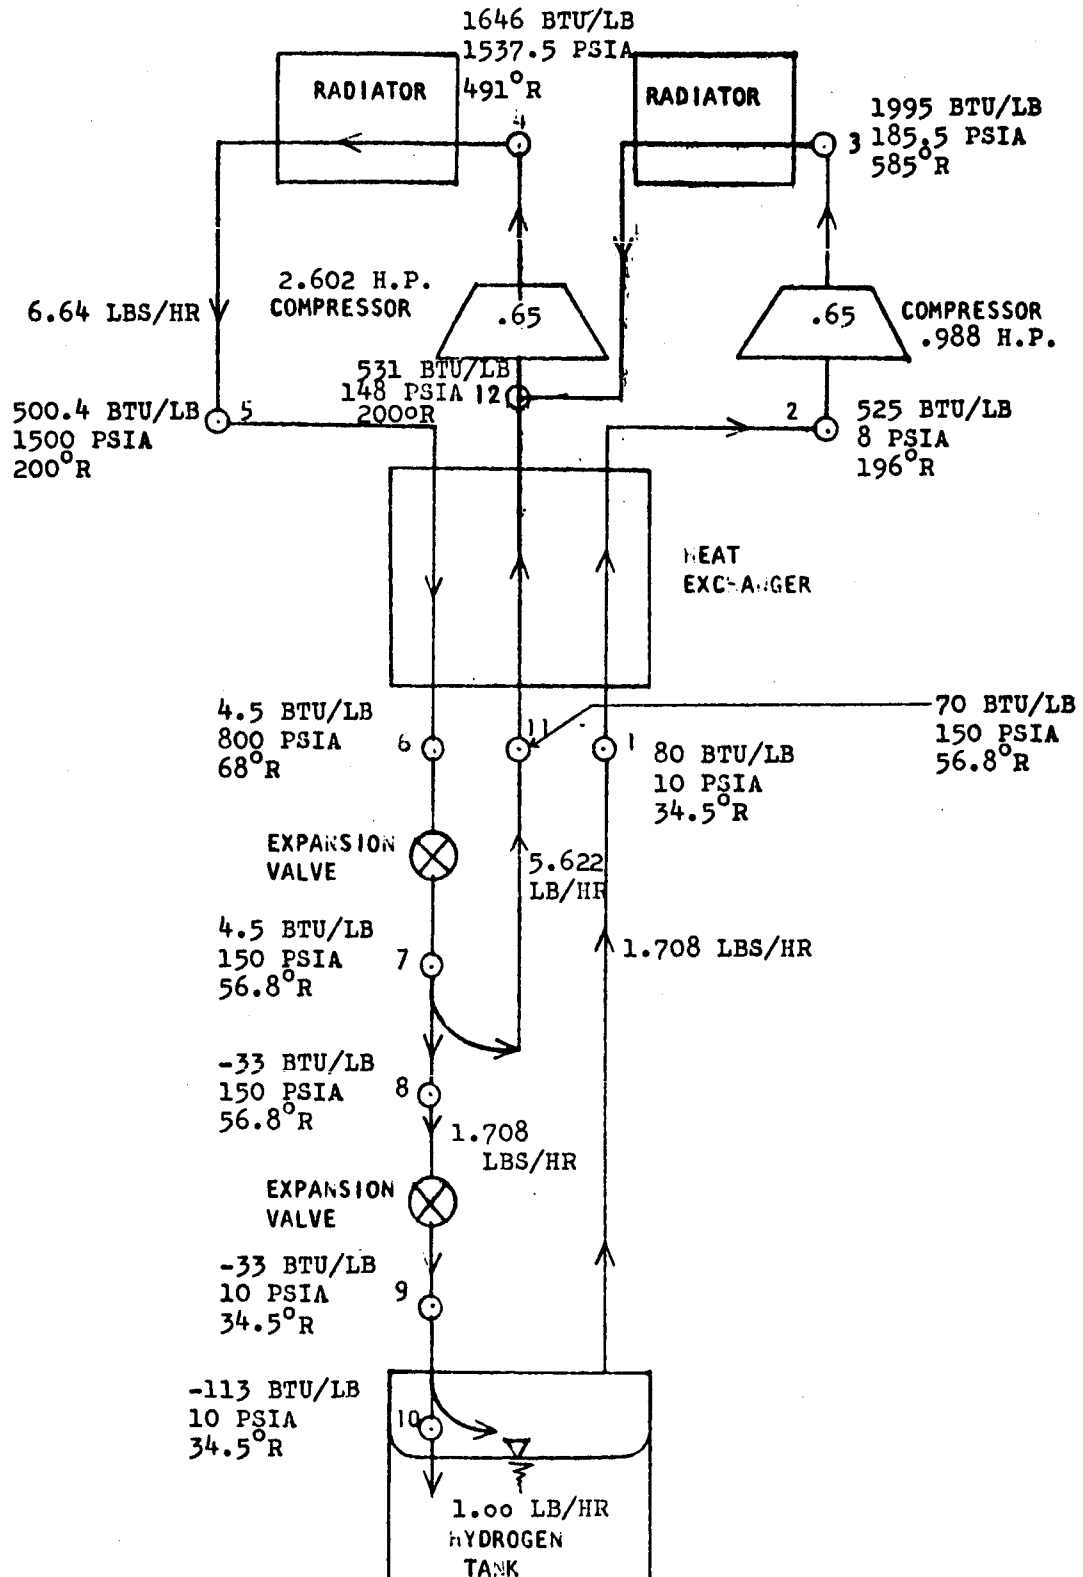 1646 BTU/LB
1537.5 PSIA
491°R
4
RADIATOR
RADIATOR
1995 BTU/LB
3 185.5 PSIA
585°R
2.602 H.P.
COMPRESSOR
.65
.65
COMPRESSOR
.988 H.P.
6.64 LBS/HR
531 BTU/LB
148 PSIA 12
200°R
500.4 BTU/LB 5
1500 PSIA
200°R
2 525 BTU/LB
8 PSIA
196°R
HEAT
EXCHANGER
4.5 BTU/LB
800 PSIA 6
68°R
11
1 80 BTU/LB
10 PSIA
34.5°R
70 BTU/LB
150 PSIA
56.8°R
EXPANSION
VALVE
5.622
LB/HR
4.5 BTU/LB
150 PSIA 7
56.8°R
1.708 LBS/HR
-33 BTU/LB
150 PSIA 8
56.8°R
1.708
LBS/HR
EXPANSION
VALVE
-33 BTU/LB
10 PSIA 9
34.5°R
-113 BTU/LB
10 PSIA 10
34.5°R
1.00 LB/HR
HYDROGEN
TANK